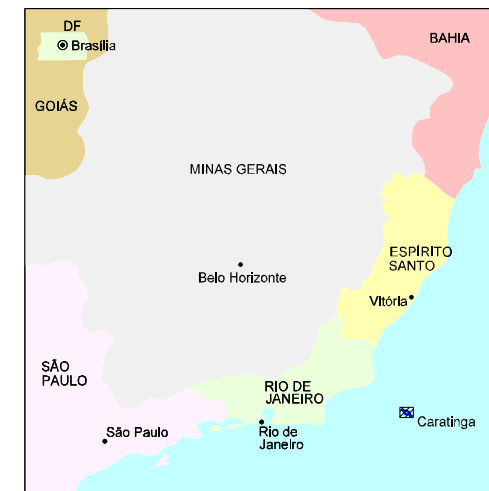 DF
Brasília
BAHIA
GOIÁS
MINAS GERAIS
ESPÍRITO
SANTO
Belo Horizonte
Vitória
SÃO
PAULO
RIO DE
JANEIRO
São Paulo
Rio de
Janeiro
Caratinga